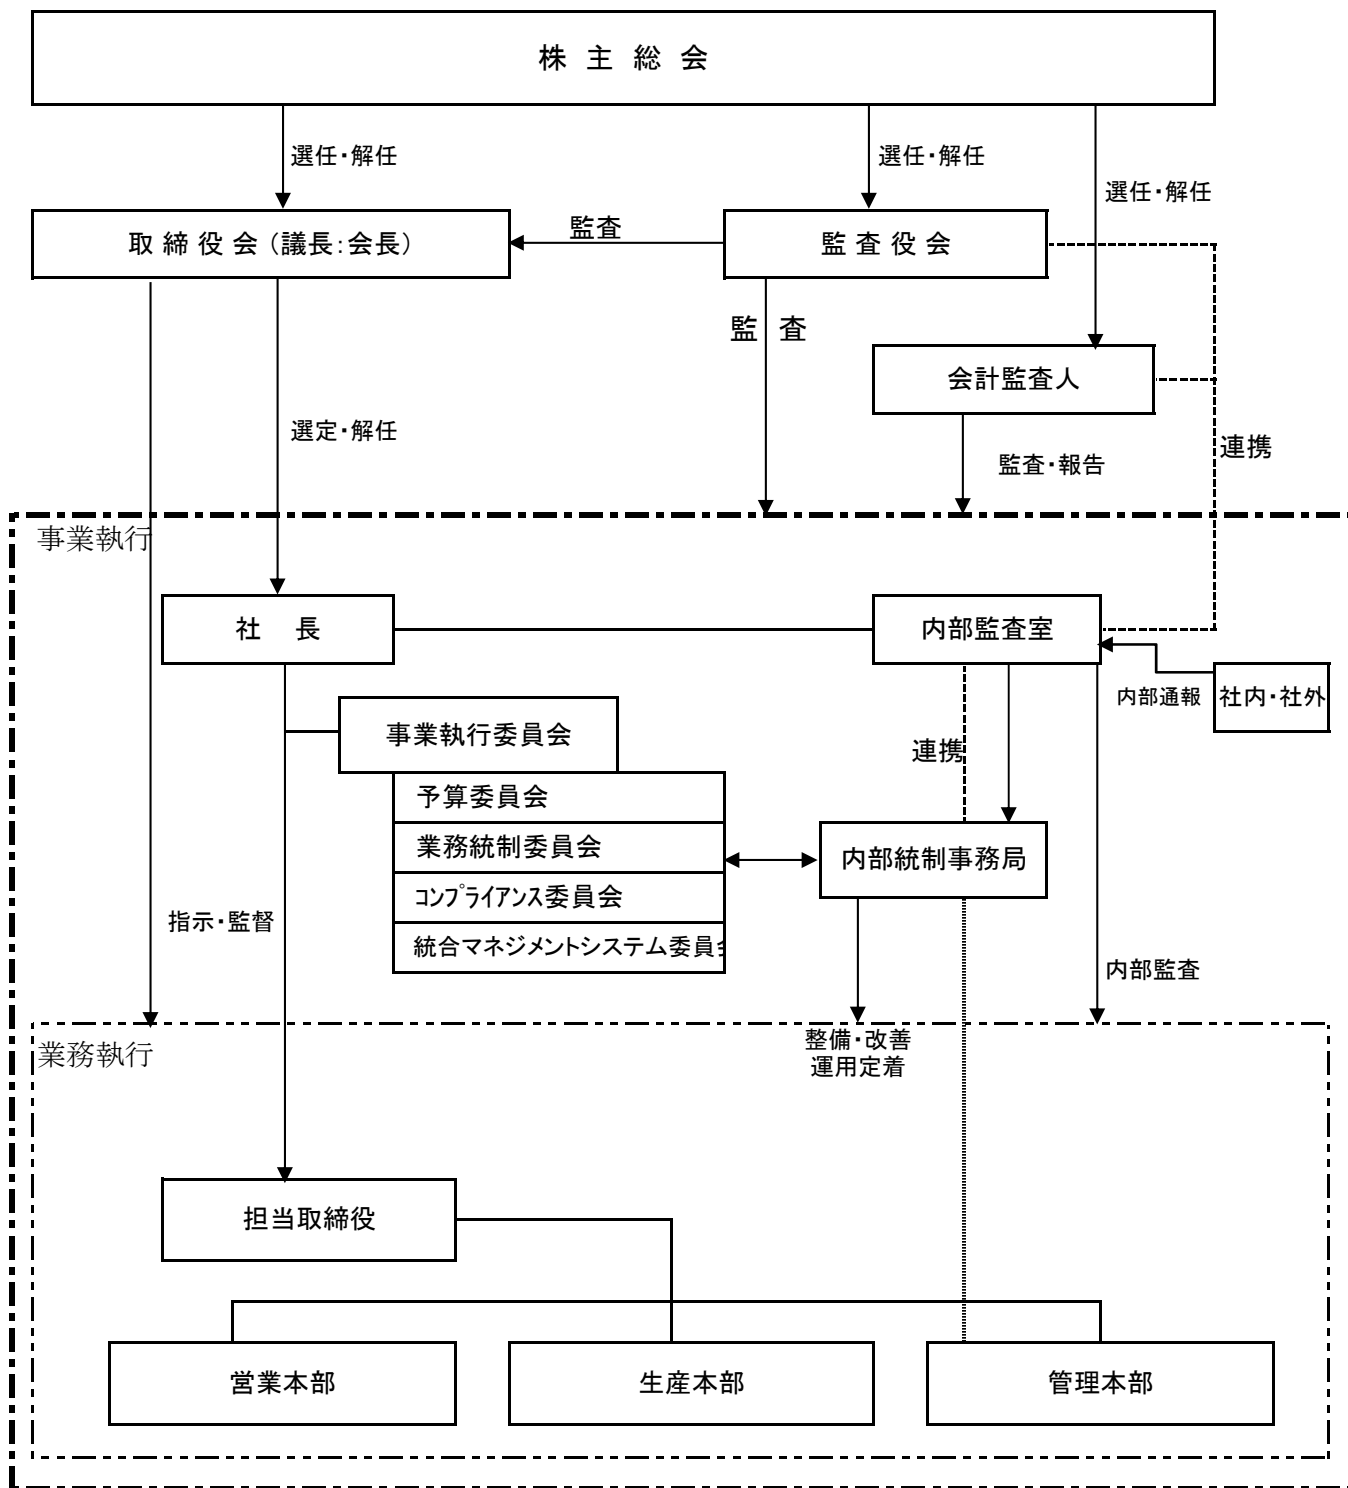 株 主 総 会
選任・解任
選任・解任
選任・解任
取 締 役 会 （議長：会長）
監査
監 査 役 会
監 査
会計監査人
選定・解任
連携
監査・報告
事業執行
社 長
内部監査室
内部通報
社内・社外
事業執行委員会
連携
予算委員会
業務統制委員会
内部統制事務局
コンプライアンス委員会
指示・監督
統合マネジメントシステム委員会
内部監査
整備・改善
運用定着
業務執行
担当取締役
営業本部
生産本部
管理本部